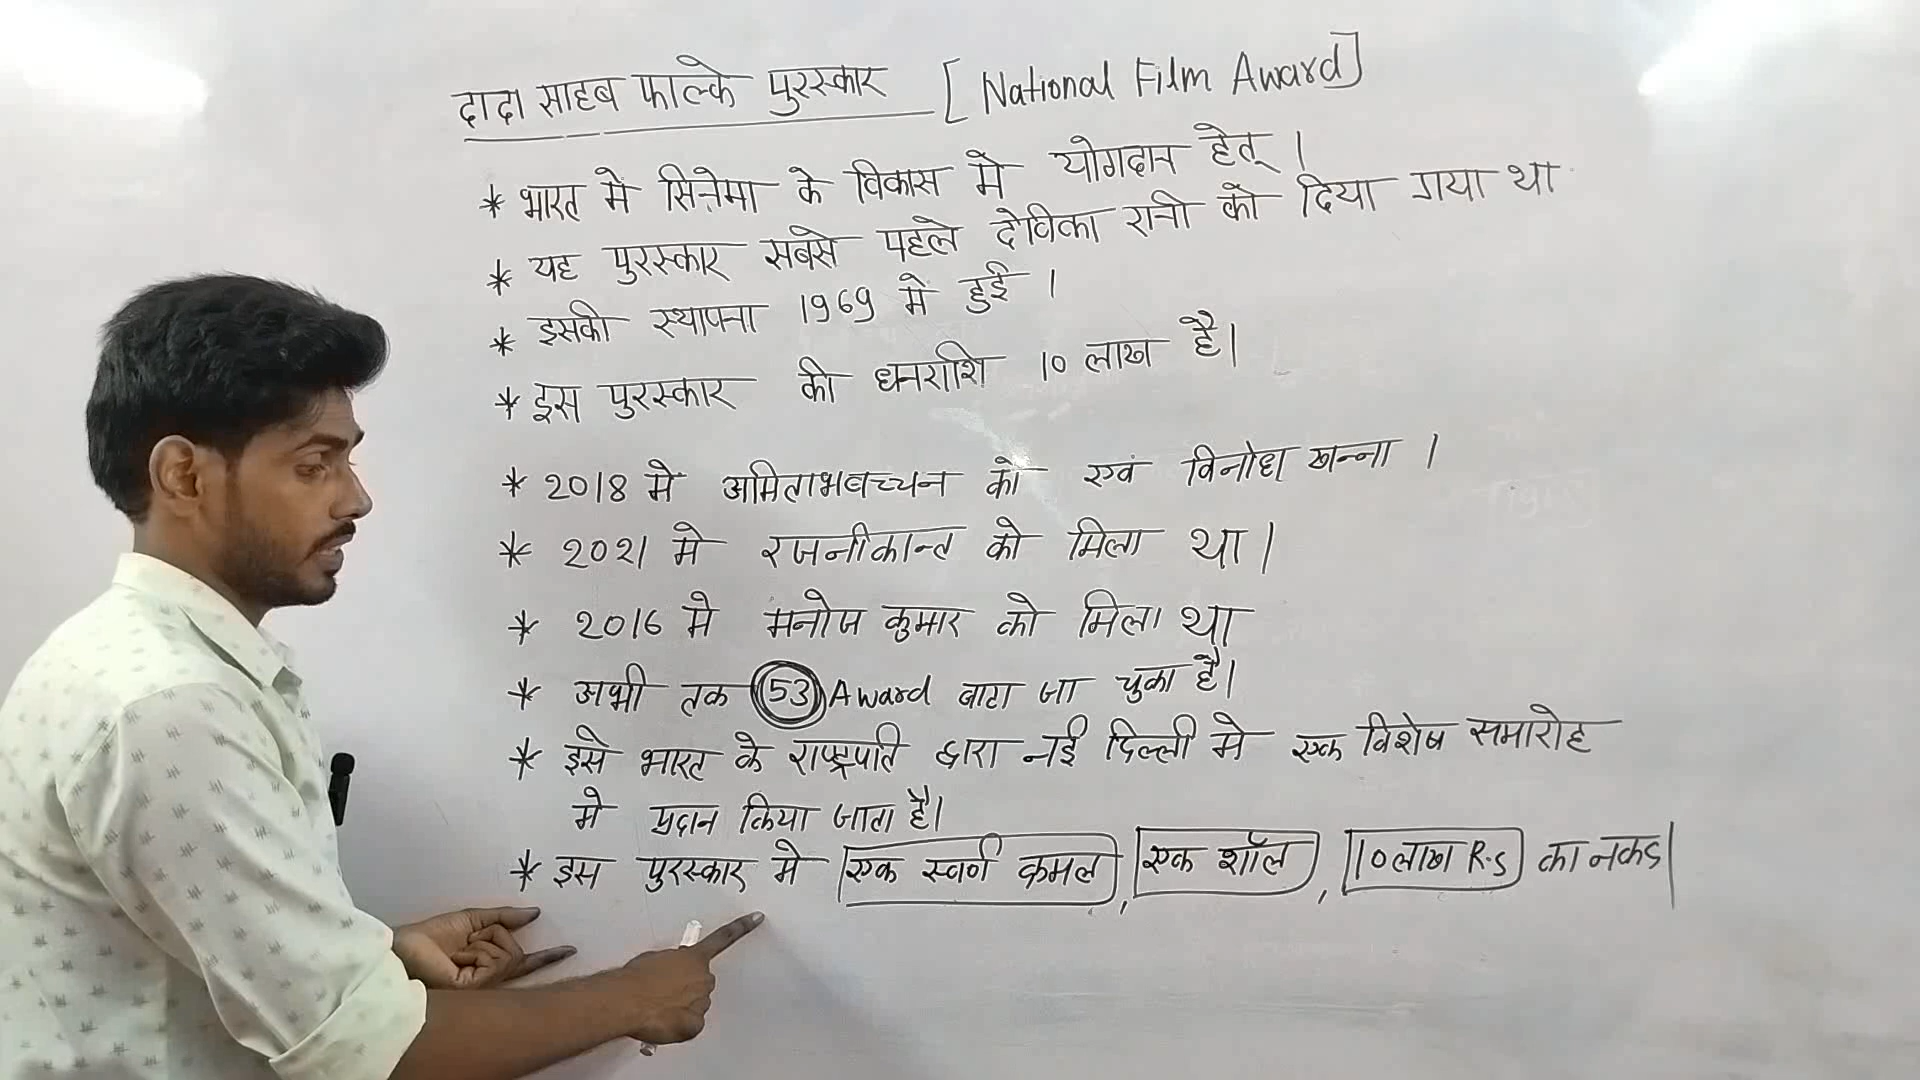 दादा साहब फाल्के पुरस्कार [National Film Award]
* भारत मे सिनेमा के विकास मे योगदान हेतु।
* यह पुरस्कार सबसे पहले देविका रानी को दिया गया था
* इसकी स्थापना 1969 मे हुई।
* इस पुरस्कार की धनराशि 10 लाख है।
* 2018 मे अमिताभबच्चन को एवं विनोद खन्ना।
* 2021 मे रजनीकान्त को मिला था।
* 2016 मे मनोज कुमार को मिला था
* अभी तक 53 Award बाटा जा चुका है।
* इसे भारत के राष्ट्रपति द्वारा नई दिल्ली मे एक विशेष समारोह
मे प्रदान किया जाता है।
* इस पुरस्कार मे एक स्वर्ण कमल, एक शॉल, 10 लाख R.s का नकद।